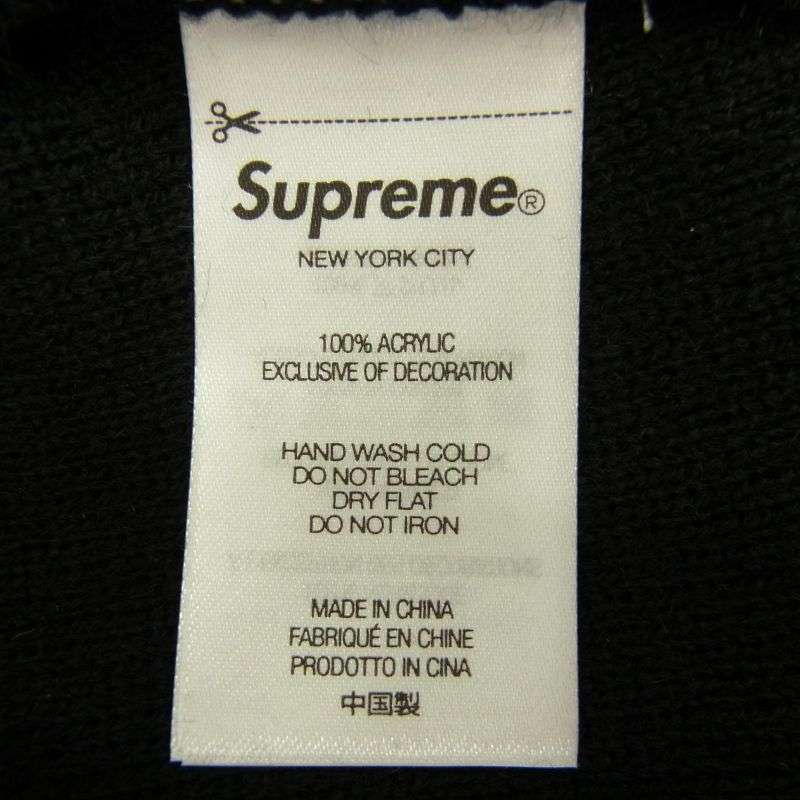 Supreme®
NEW YORK CITY
100% ACRYLIC
EXCLUSIVE OF DECORATION
HAND WASH COLD
DO NOT BLEACH
DRY FLAT
DO NOT IRON
MADE IN CHINA
FABRIQUÉ EN CHINE
PRODOTTO IN CINA
中国製